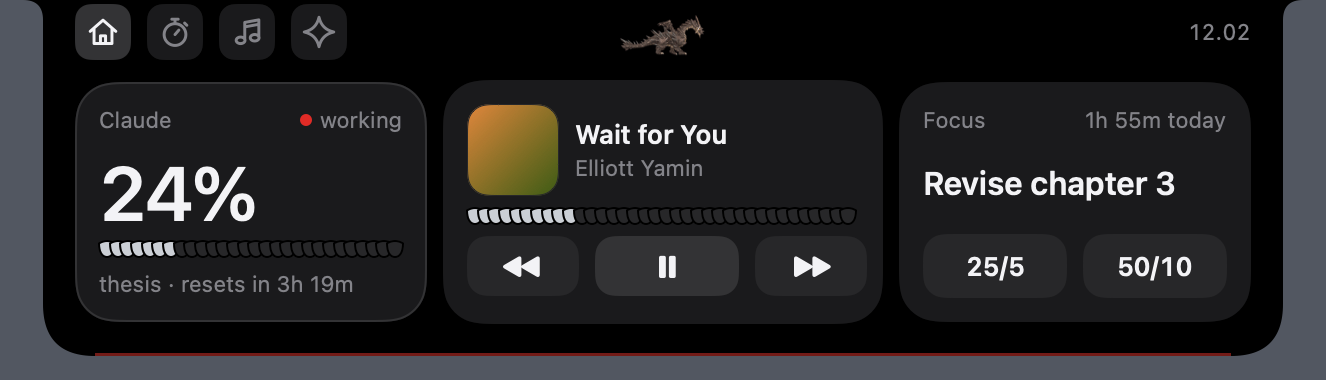 12.02
Claude
working
24%
thesis · resets in 3h 19m
Wait for You
Elliott Yamin
Focus
1h 55m today
Revise chapter 3
25/5
50/10